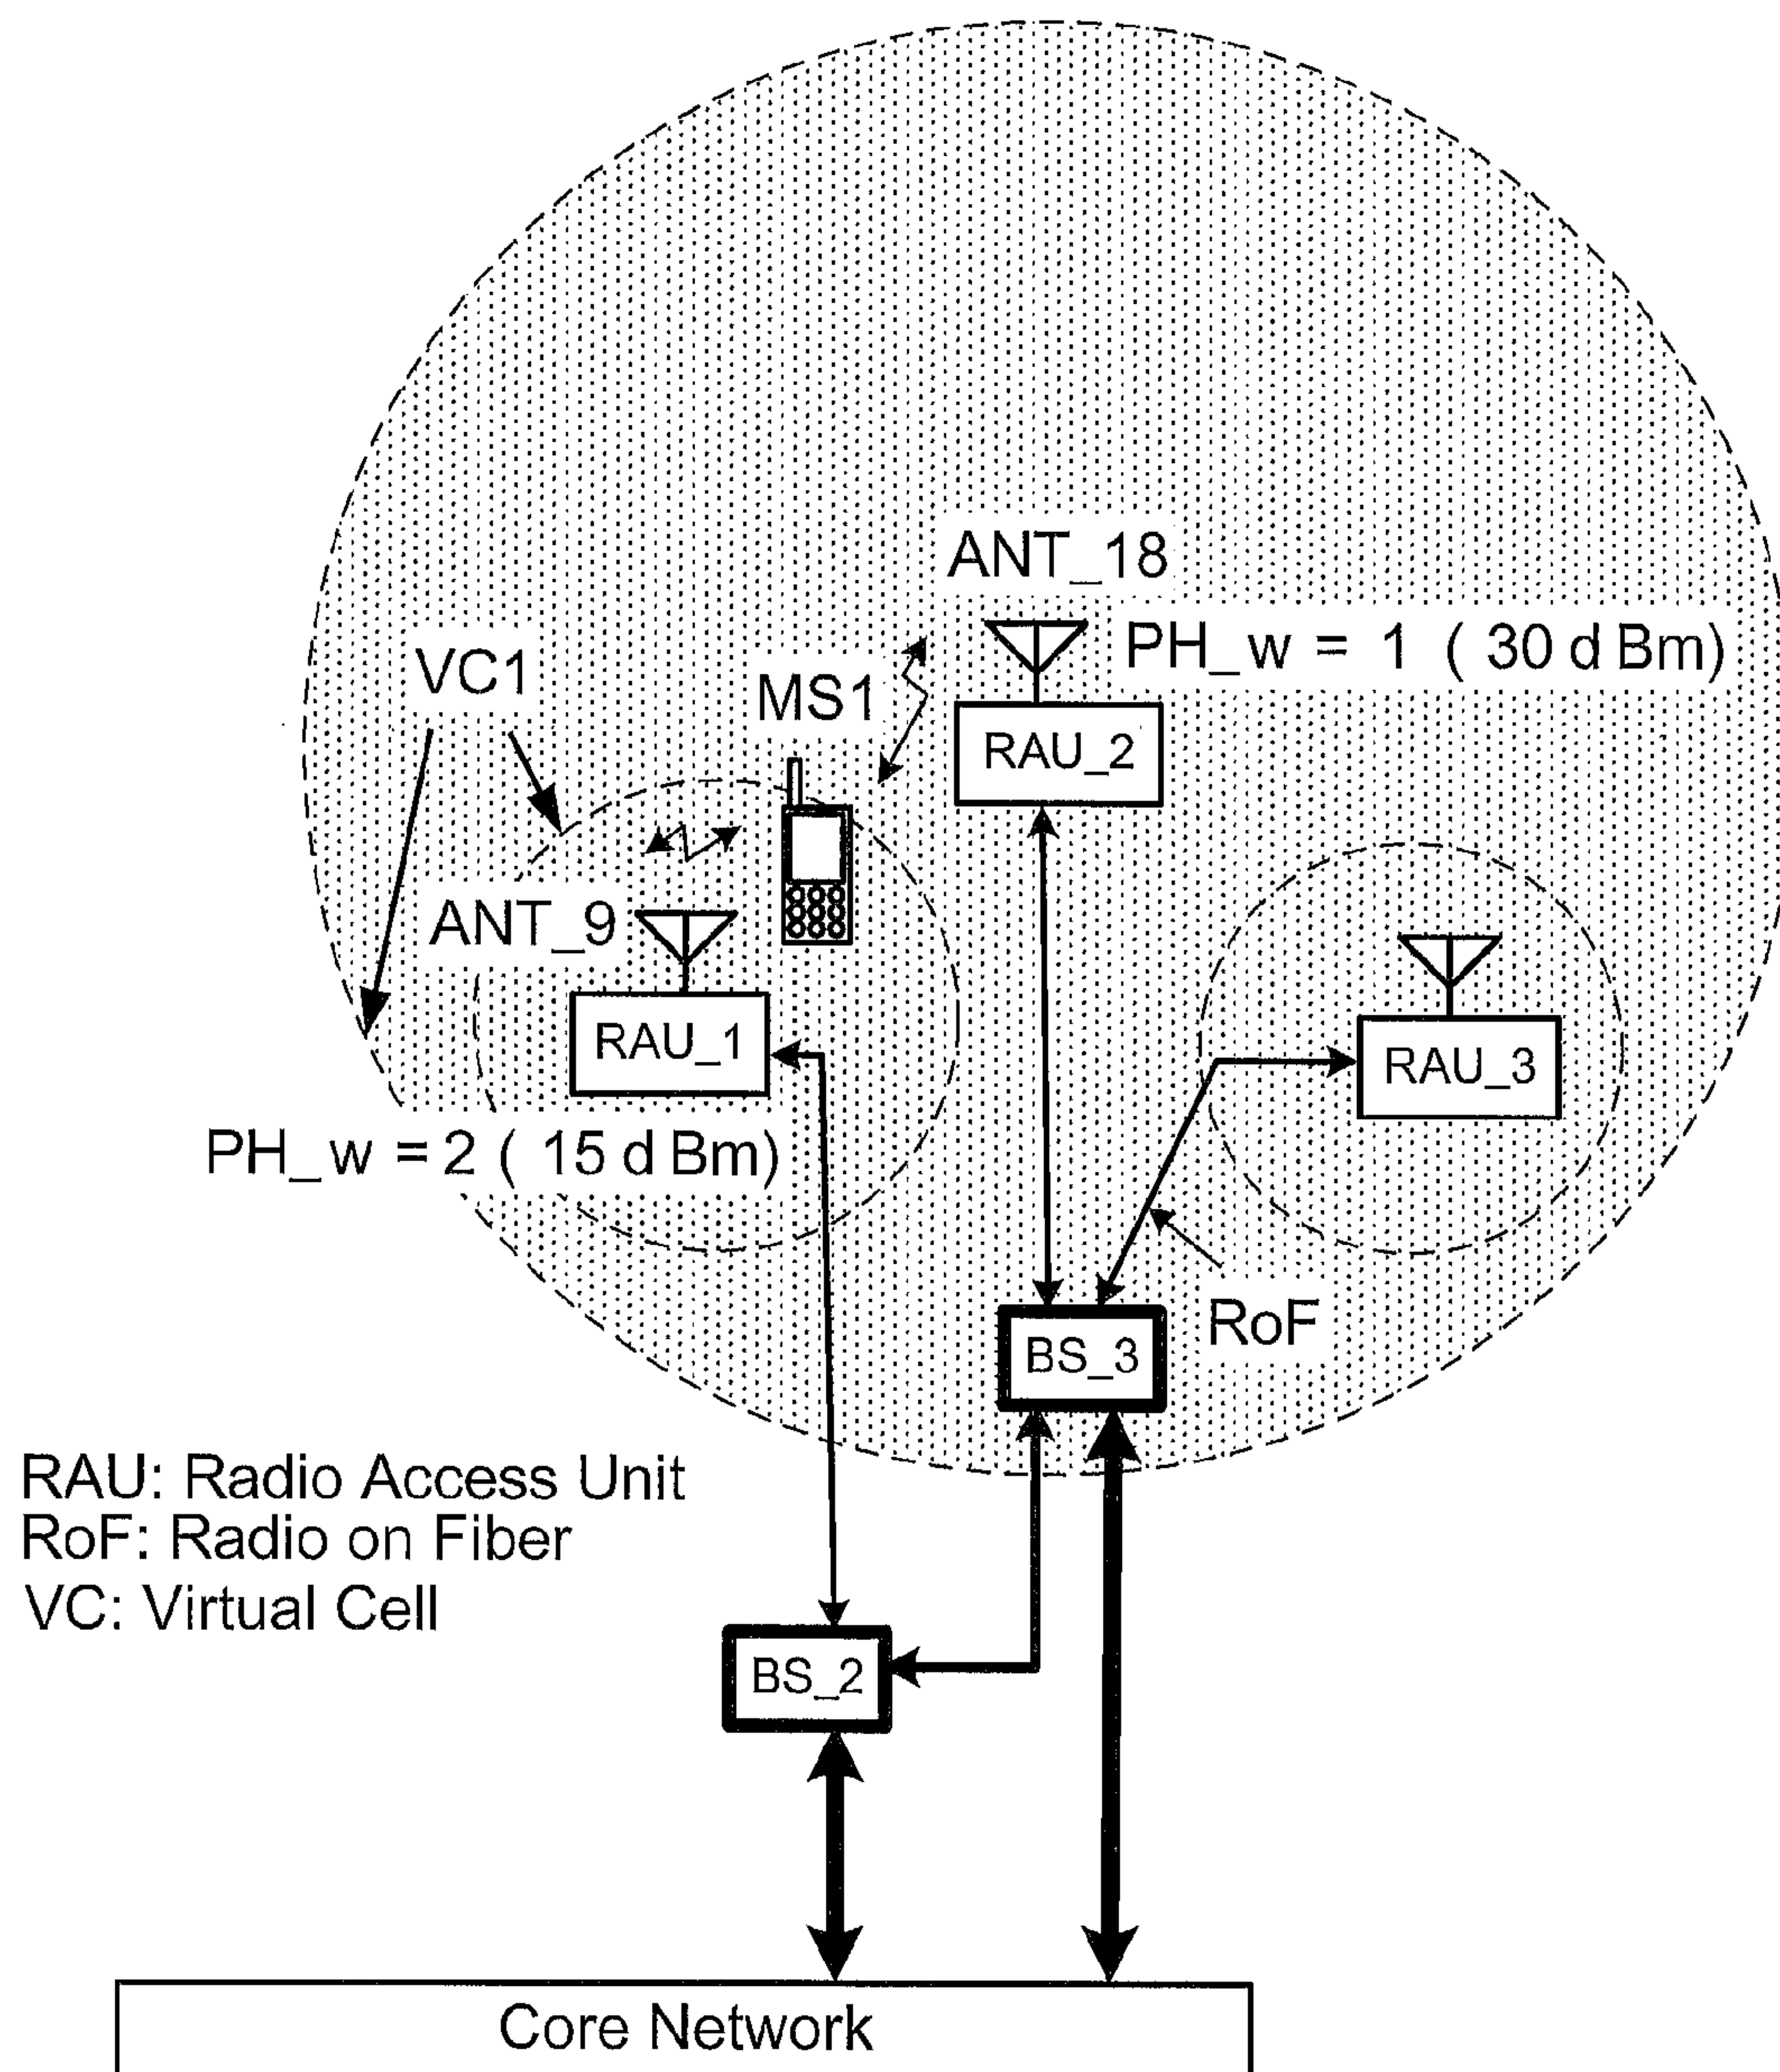 ANT_18
PH_w = 1 ( 30 d Bm)
VC1
MS1
RAU_2
ANT_9
RAU_1
RAU_3
PH_w = 2 ( 15 d Bm)
RoF
BS_3
RAU: Radio Access Unit
RoF: Radio on Fiber
VC: Virtual Cell
BS_2
Core Network